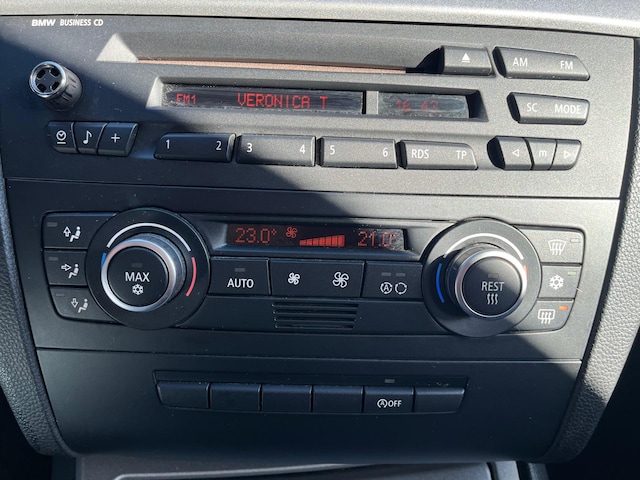 BMW BUSINESS CD
AM FM
FM1 VERONICA T
SC MODE
1 2 3 4 5 6 RDS TP m
23.0° 21.0°
MAX AUTO A REST
A OFF